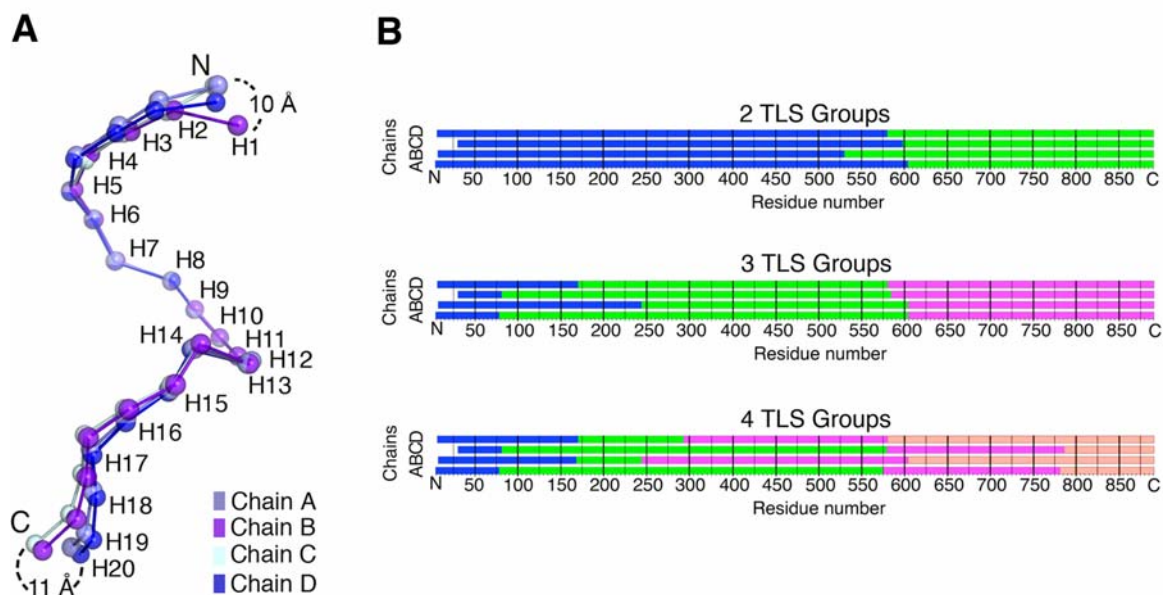 A
N
10 Å
H1
H2
H3
H4
H5
H6
H7
H8
H9
H10
H11
H12
H13
H14
H15
H16
H17
H18
H19
H20
C
11 Å
Chain A
Chain B
Chain C
Chain D
B
2 TLS Groups
Chains
ABCD
N 50 100 150 200 250 300 350 400 450 500 550 600 650 700 750 800 850 C
Residue number
3 TLS Groups
Chains
ABCD
N 50 100 150 200 250 300 350 400 450 500 550 600 650 700 750 800 850 C
Residue number
4 TLS Groups
Chains
ABCD
N 50 100 150 200 250 300 350 400 450 500 550 600 650 700 750 800 850 C
Residue number